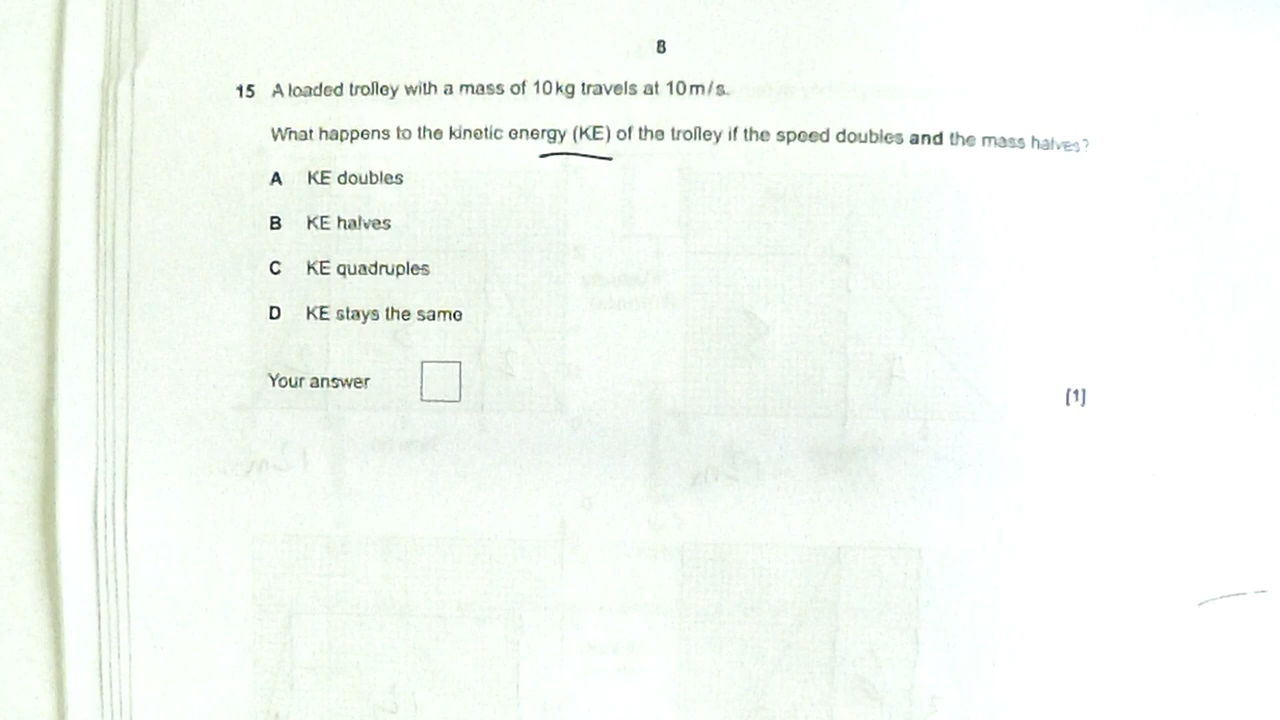 8
15 A loaded trolley with a mass of 10 kg travels at 10 m/s.
What happens to the kinetic energy (KE) of the trolley if the speed doubles and the mass halves?
A KE doubles
B KE halves
C KE quadruples
D KE stays the same
Your answer
[1]